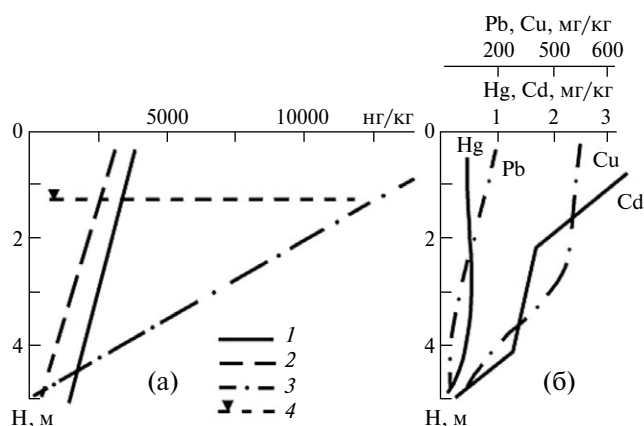 Pb, Cu, мг/кг
200 400 600
Hg, Cd, мг/кг
5000 10000 нг/кг
1 2 3
0
0
Hg
Pb
Cu
Cd
2
2
4
4
1
2
3
4
(а)
(б)
H, м
H, м